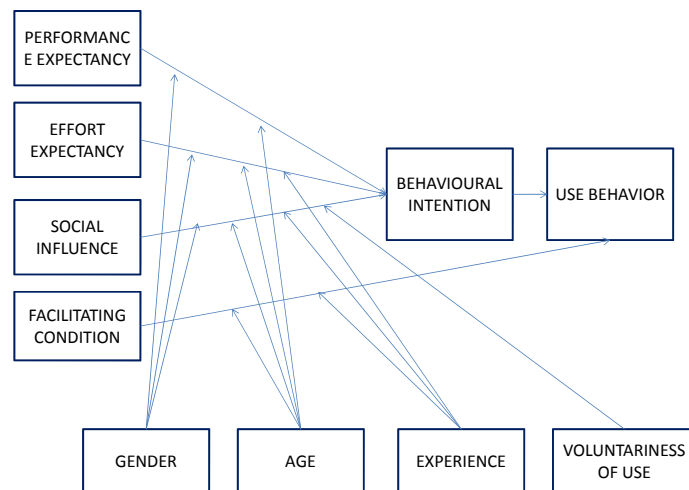 PERFORMANC
E EXPECTANCY
EFFORT
EXPECTANCY
BEHAVIOURAL
INTENTION
USE BEHAVIOR
SOCIAL
INFLUENCE
FACILITATING
CONDITION
GENDER
AGE
EXPERIENCE
VOLUNTARINESS
OF USE